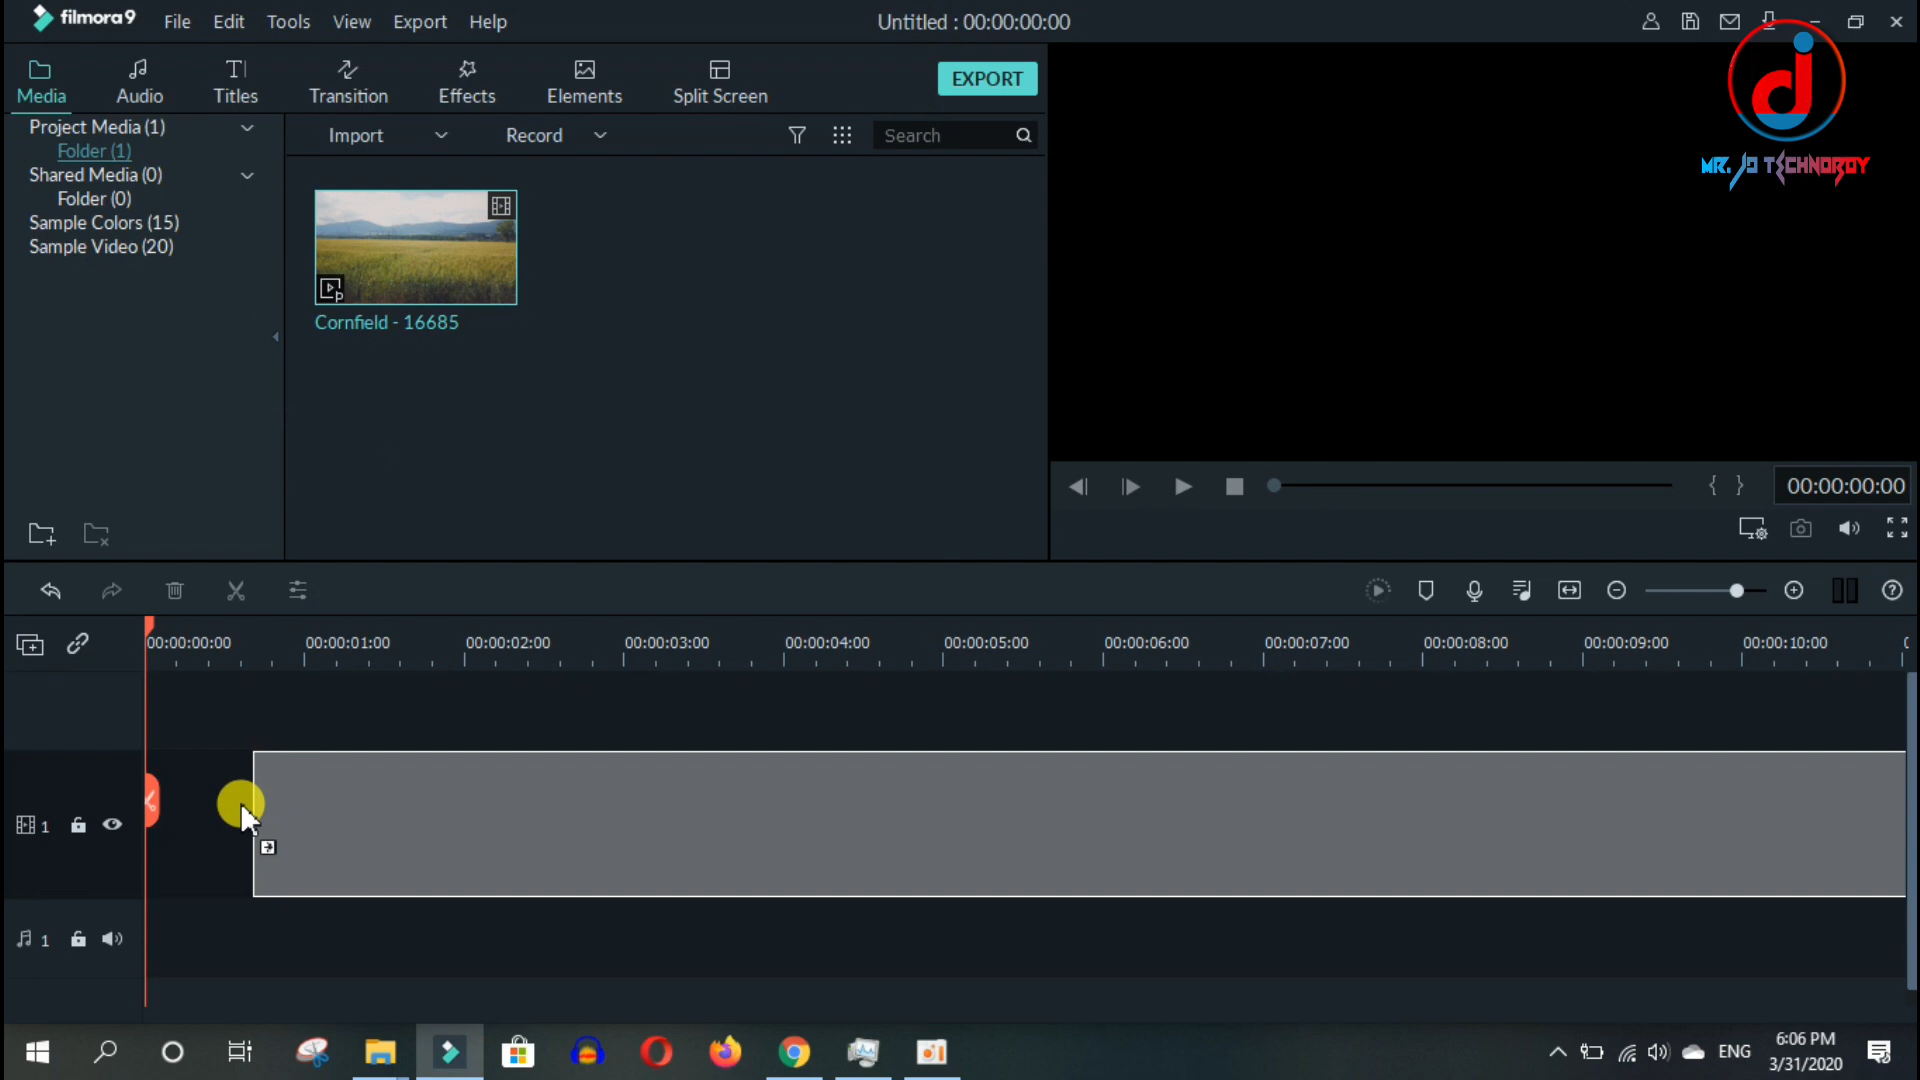 filmora9 File Edit Tools View Export Help Untitled : 00:00:00:00
Media Audio Titles Transition Effects Elements Split Screen EXPORT
MR. JD TECHNOROY
Project Media (1)
Folder (1)
Shared Media (0)
Folder (0)
Sample Colors (15)
Sample Video (20)
Import Record Search
Cornfield - 16685
{ } 00:00:00:00
00:00:00:00 00:00:01:00 00:00:02:00 00:00:03:00 00:00:04:00 00:00:05:00 00:00:06:00 00:00:07:00 00:00:08:00 00:00:09:00 00:00:10:00
1
1
ENG
6:06 PM
3/31/2020